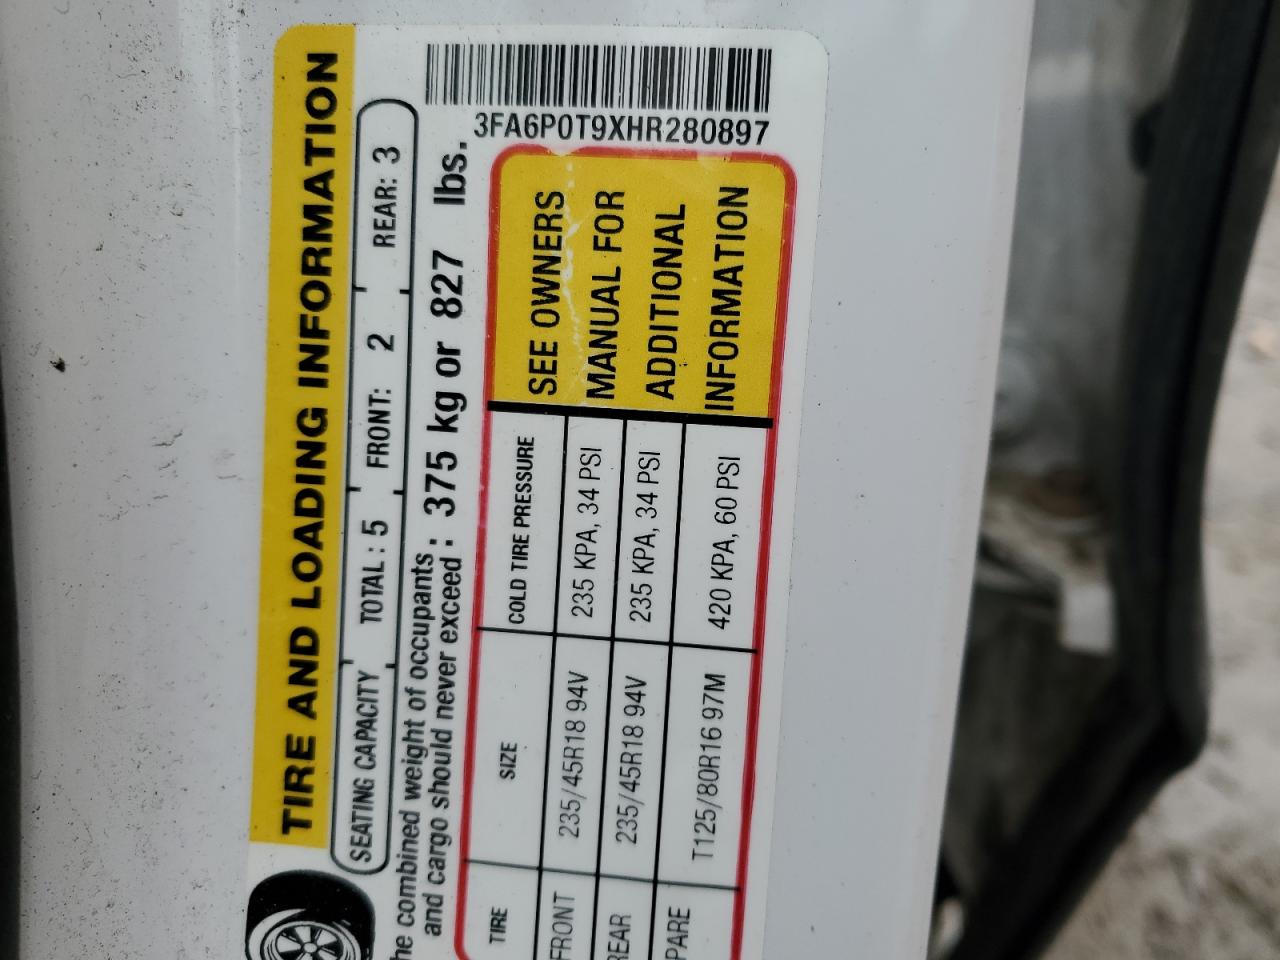 TIRE AND LOADING INFORMATION
SEATING CAPACITY TOTAL: 5 FRONT: 2 REAR: 3
combined weight of occupants
and cargo should never exceed : 375 kg or 827 lbs.
3FA6P0T9XHR280897
TIRE SIZE COLD TIRE PRESSURE
FRONT 235/45R18 94V 235 KPA, 34 PSI
REAR 235/45R18 94V 235 KPA, 34 PSI
T125/80R16 97M 420 KPA, 60 PSI
SEE OWNERS
MANUAL FOR
ADDITIONAL
INFORMATION